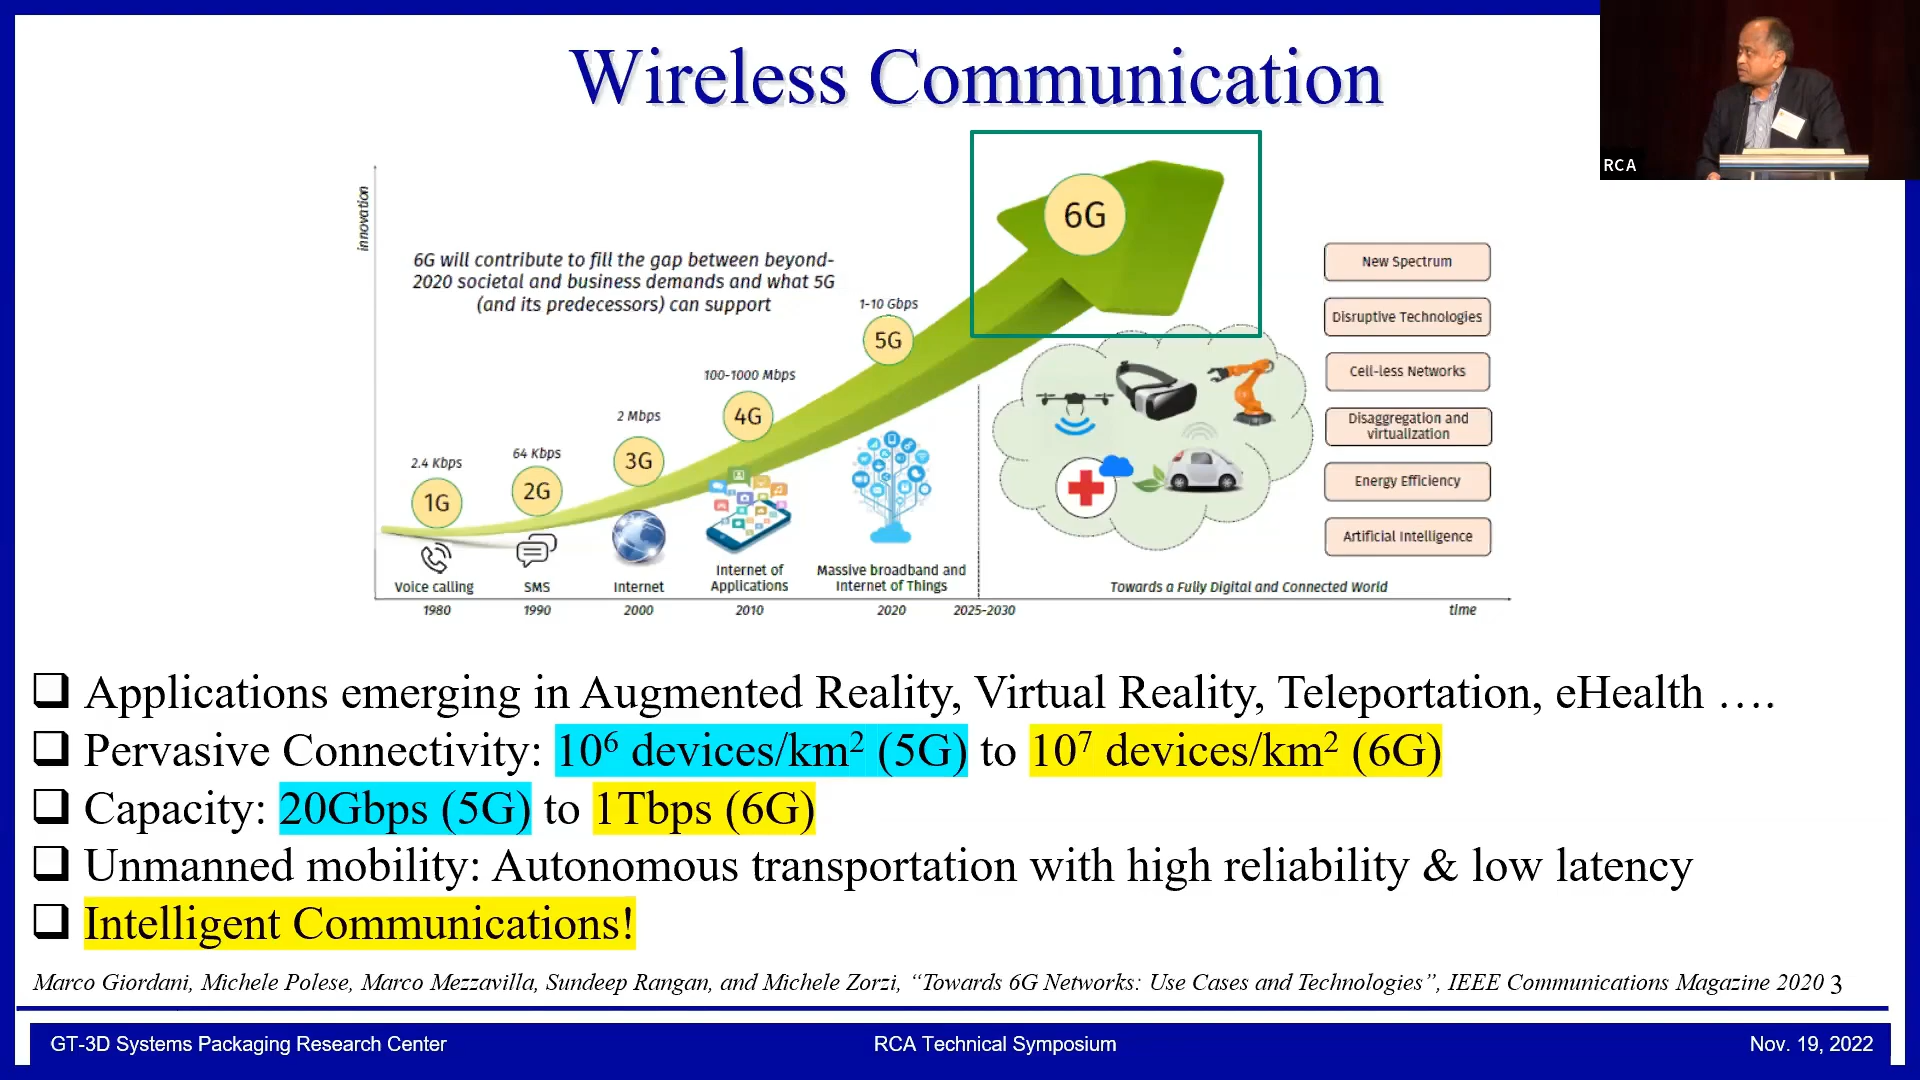 Wireless Communication
RCA
innovation
6G
6G will contribute to fill the gap between beyond-
2020 societal and business demands and what 5G
(and its predecessors) can support
1-10 Gbps
5G
100-1000 Mbps
4G
2 Mbps
3G
64 Kbps
2G
2.4 Kbps
1G
New Spectrum
Disruptive Technologies
Cell-less Networks
Disaggregation and
virtualization
Energy Efficiency
Artificial Intelligence
Voice calling
SMS
Internet
Internet of
Applications
Massive broadband and
Internet of Things
Towards a Fully Digital and Connected World
1980
1990
2000
2010
2020
2025-2030
time
❑ Applications emerging in Augmented Reality, Virtual Reality, Teleportation, eHealth ….
❑ Pervasive Connectivity: 10⁶ devices/km² (5G) to 10⁷ devices/km² (6G)
❑ Capacity: 20Gbps (5G) to 1Tbps (6G)
❑ Unmanned mobility: Autonomous transportation with high reliability & low latency
❑ Intelligent Communications!
Marco Giordani, Michele Polese, Marco Mezzavilla, Sundeep Rangan, and Michele Zorzi, “Towards 6G Networks: Use Cases and Technologies”, IEEE Communications Magazine 2020 3
GT-3D Systems Packaging Research Center
RCA Technical Symposium
Nov. 19, 2022